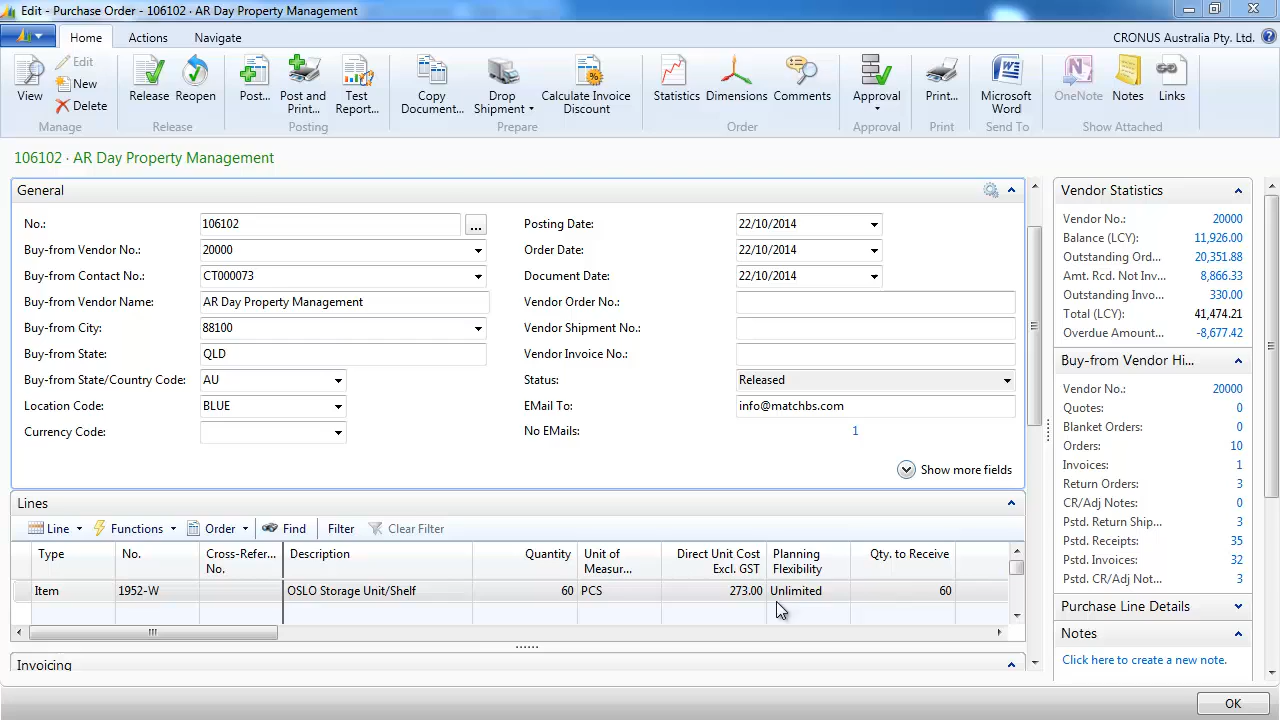 Edit - Purchase Order - 106102 · AR Day Property Management
Home Actions Navigate CRONUS Australia Pty. Ltd.
View Edit New Delete
Release Reopen
Post... Post and Print... Test Report...
Copy Document... Drop Shipment Calculate Invoice Discount
Statistics Dimensions Comments
Approval Print... Microsoft Word OneNote Notes Links
Manage Release Posting Prepare Order Approval Print Send To Show Attached
106102 · AR Day Property Management
General
No.: 106102 ...
Buy-from Vendor No.: 20000
Buy-from Contact No.: CT000073
Buy-from Vendor Name: AR Day Property Management
Buy-from City: 88100
Buy-from State: QLD
Buy-from State/Country Code: AU
Location Code: BLUE
Currency Code:
Posting Date: 22/10/2014
Order Date: 22/10/2014
Document Date: 22/10/2014
Vendor Order No.:
Vendor Shipment No.:
Vendor Invoice No.:
Status: Released
EMail To: info@matchbs.com
No EMails: 1
Show more fields
Lines
Line Functions Order Find Filter Clear Filter
Type No. Cross-Refer... No. Description Quantity Unit of Measur... Direct Unit Cost Excl. GST Planning Flexibility Qty. to Receive
Item 1952-W OSLO Storage Unit/Shelf 60 PCS 273.00 Unlimited 60
Invoicing
Vendor Statistics
Vendor No.: 20000
Balance (LCY): 11,926.00
Outstanding Ord... 20,351.88
Amt. Rcd. Not Inv... 8,866.33
Outstanding Invo... 330.00
Total (LCY): 41,474.21
Overdue Amount... -8,677.42
Buy-from Vendor Hi...
Vendor No.: 20000
Quotes: 0
Blanket Orders: 0
Orders: 10
Invoices: 1
Return Orders: 3
CR/Adj Notes: 0
Pstd. Return Ship... 3
Pstd. Receipts: 35
Pstd. Invoices: 32
Pstd. CR/Adj Not... 3
Purchase Line Details
Notes
Click here to create a new note.
OK